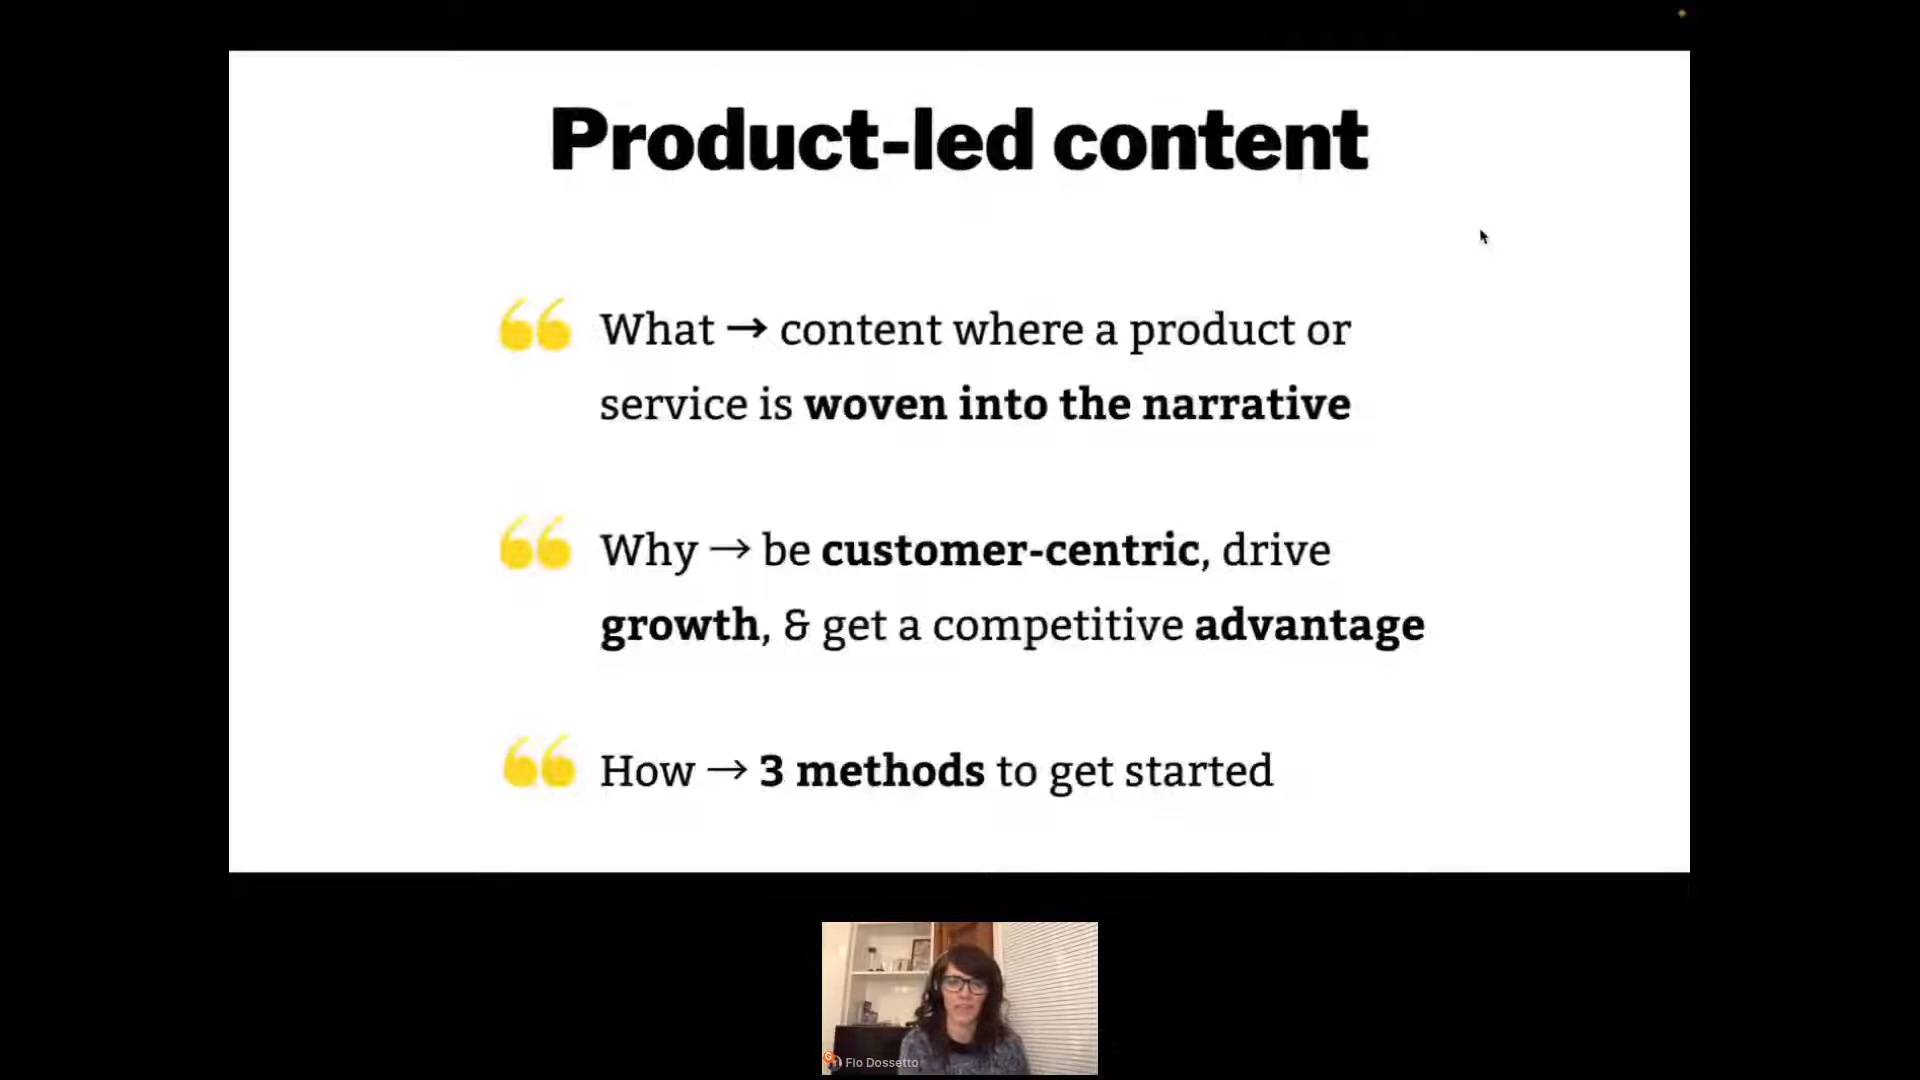 Product-led content
What → content where a product or
service is woven into the narrative
Why → be customer-centric, drive
growth, & get a competitive advantage
How → 3 methods to get started
Flo Dossetto